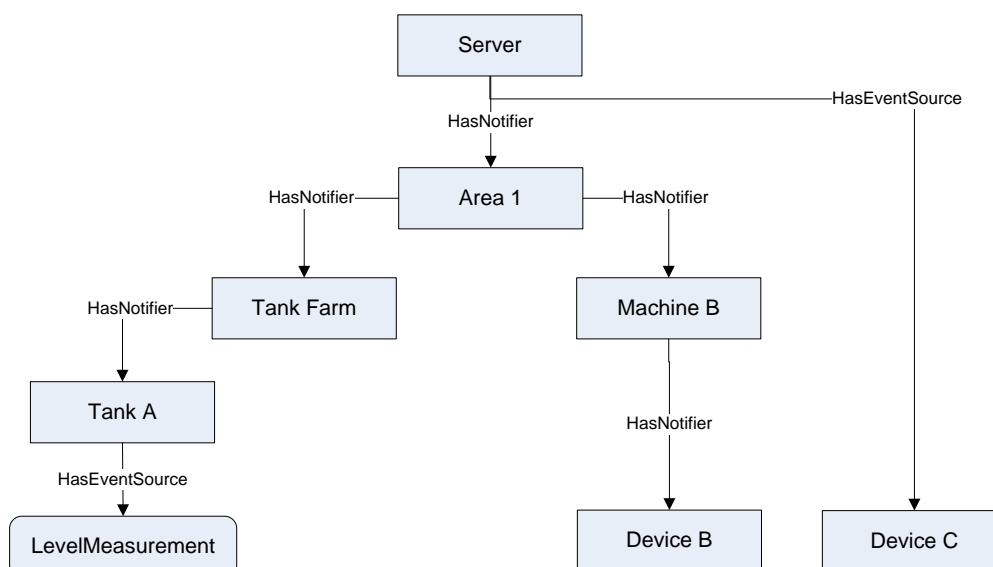 Server
HasEventSource
HasNotifier
Area 1
HasNotifier
HasNotifier
Tank Farm
Machine B
HasNotifier
Tank A
HasNotifier
HasEventSource
LevelMeasurement
Device B
Device C